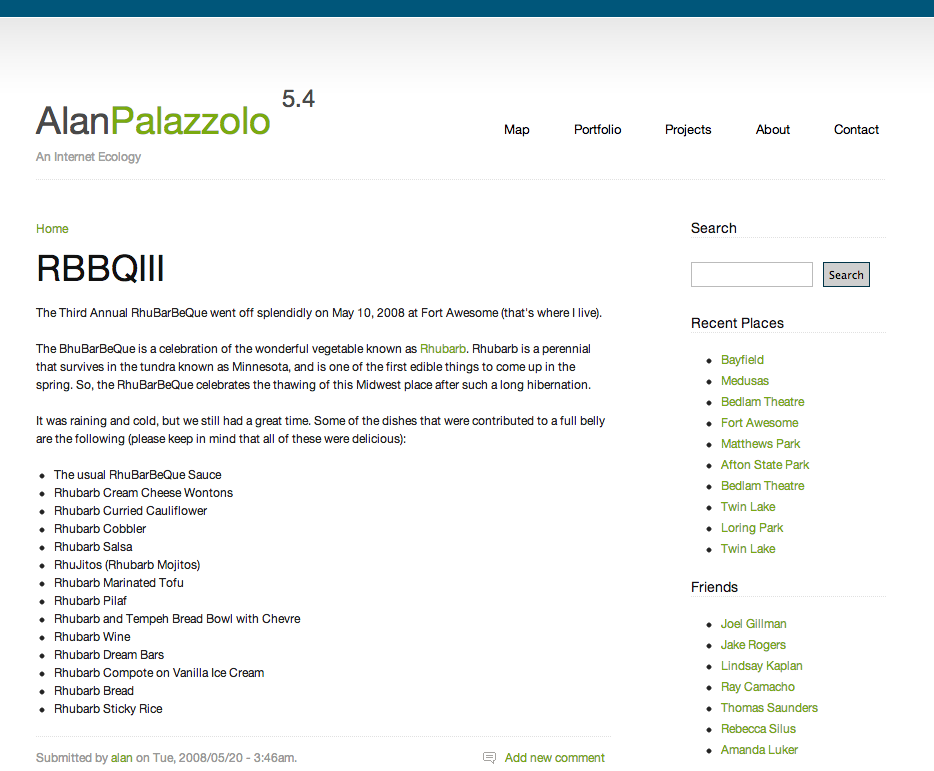 AlanPalazzolo 5.4
An Internet Ecology
Map Portfolio Projects About Contact
Home
RBBQIII
The Third Annual RhuBarBeQue went off splendidly on May 10, 2008 at Fort Awesome (that's where I live).
The BhuBarBeQue is a celebration of the wonderful vegetable known as Rhubarb. Rhubarb is a perennial
that survives in the tundra known as Minnesota, and is one of the first edible things to come up in the
spring. So, the RhuBarBeQue celebrates the thawing of this Midwest place after such a long hibernation.
It was raining and cold, but we still had a great time. Some of the dishes that were contributed to a full belly
are the following (please keep in mind that all of these were delicious):
The usual RhuBarBeQue Sauce
Rhubarb Cream Cheese Wontons
Rhubarb Curried Cauliflower
Rhubarb Cobbler
Rhubarb Salsa
RhuJitos (Rhubarb Mojitos)
Rhubarb Marinated Tofu
Rhubarb Pilaf
Rhubarb and Tempeh Bread Bowl with Chevre
Rhubarb Wine
Rhubarb Dream Bars
Rhubarb Compote on Vanilla Ice Cream
Rhubarb Bread
Rhubarb Sticky Rice
Submitted by alan on Tue, 2008/05/20 - 3:46am.
Add new comment
Search
Search
Recent Places
Bayfield
Medusas
Bedlam Theatre
Fort Awesome
Matthews Park
Afton State Park
Bedlam Theatre
Twin Lake
Loring Park
Twin Lake
Friends
Joel Gillman
Jake Rogers
Lindsay Kaplan
Ray Camacho
Thomas Saunders
Rebecca Silus
Amanda Luker